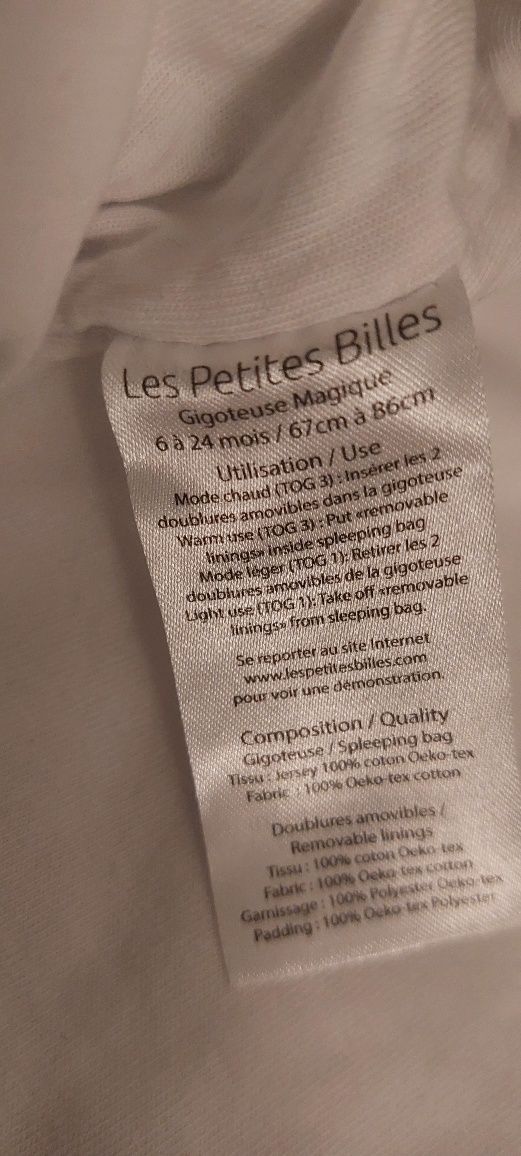 Les Petites Billes
Gigoteuse Magique
6 à 24 mois / 67cm à 86cm
Utilisation / Use
Mode chaud (TOG 3) : Insérer les 2
doublures amovibles dans la gigoteuse
Warm use (TOG 3) : Put «removable
linings» inside spleeping bag
Mode léger (TOG 1): Retirer les 2
doublures amovibles de la gigoteuse
Light use (TOG 1): Take off «removable
linings» from sleeping bag.
Se reporter au site Internet
www.lespetitesbilles.com
pour voir une démonstration.
Composition / Quality
Gigoteuse / Spleeping bag
Tissu : Jersey 100% coton Oeko-tex
Fabric : 100% Oeko-tex cotton
Doublures amovibles /
Removable linings
Tissu : 100% coton Oeko-tex
Fabric : 100% Oeko-tex cotton
Garnissage : 100% Polyester Oeko-tex
Padding : 100% Oeko-tex Polyester